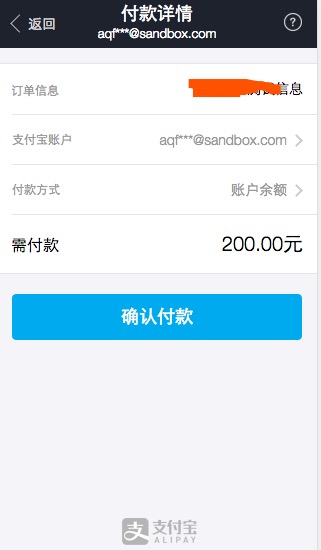 返回
付款详情
aqf***@sandbox.com
?
订单信息
信息
支付宝账户
aqf***@sandbox.com
付款方式
账户余额
需付款
200.00元
确认付款
支 支付宝
ALIPAY